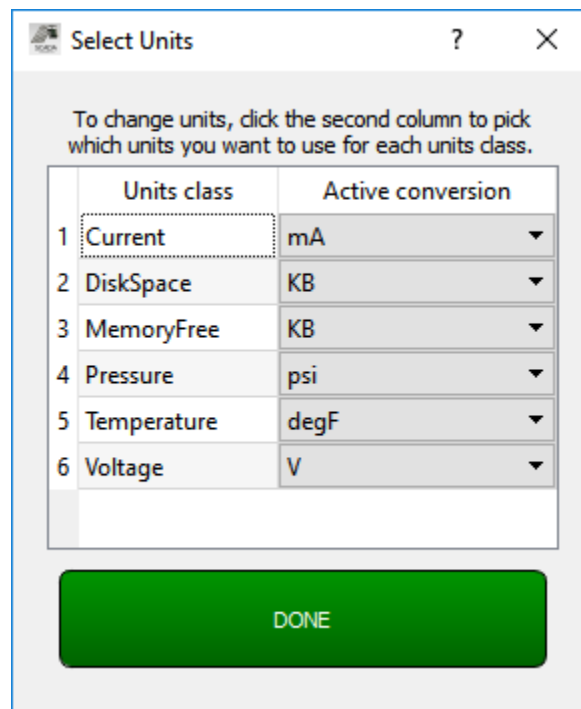 Select Units
?
To change units, click the second column to pick
which units you want to use for each units class.
Units class Active conversion
1 Current mA
2 DiskSpace KB
3 MemoryFree KB
4 Pressure psi
5 Temperature degF
6 Voltage V
DONE